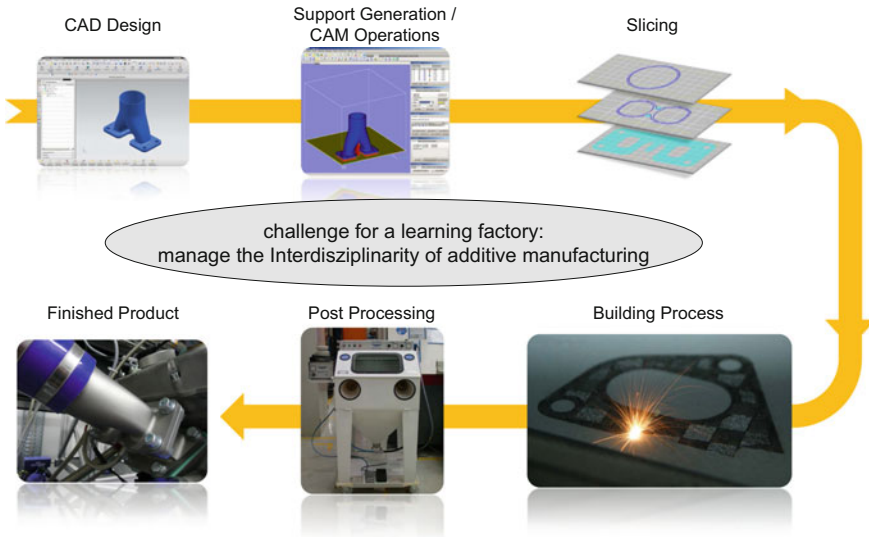 CAD Design
Support Generation /
CAM Operations
Slicing
challenge for a learning factory:
manage the Interdisziplinarity of additive manufacturing
Finished Product
Post Processing
Building Process